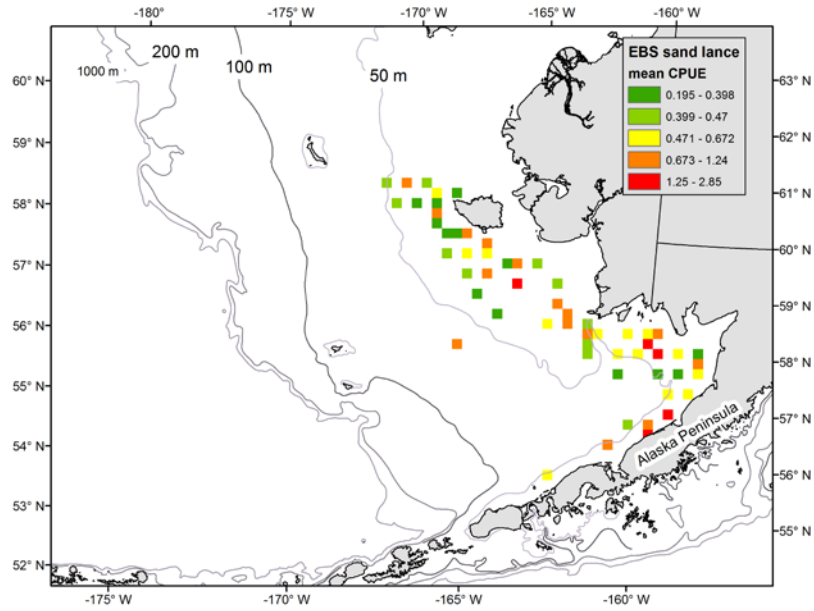 -180° -170° W -165° W -160° W
200 m
1000 m
100 m
50 m
EBS sand lance
mean CPUE
0.195 - 0.398
0.399 - 0.47
0.471 - 0.672
0.673 - 1.24
1.25 - 2.85
60° N
59° N
58° N
57° N
56° N
55° N
54° N
53° N
52° N
63° N
62° N
61° N
60° N
59° N
58° N
57° N
56° N
55° N
Alaska Peninsula
-175° W -170° W -165° W -160° W